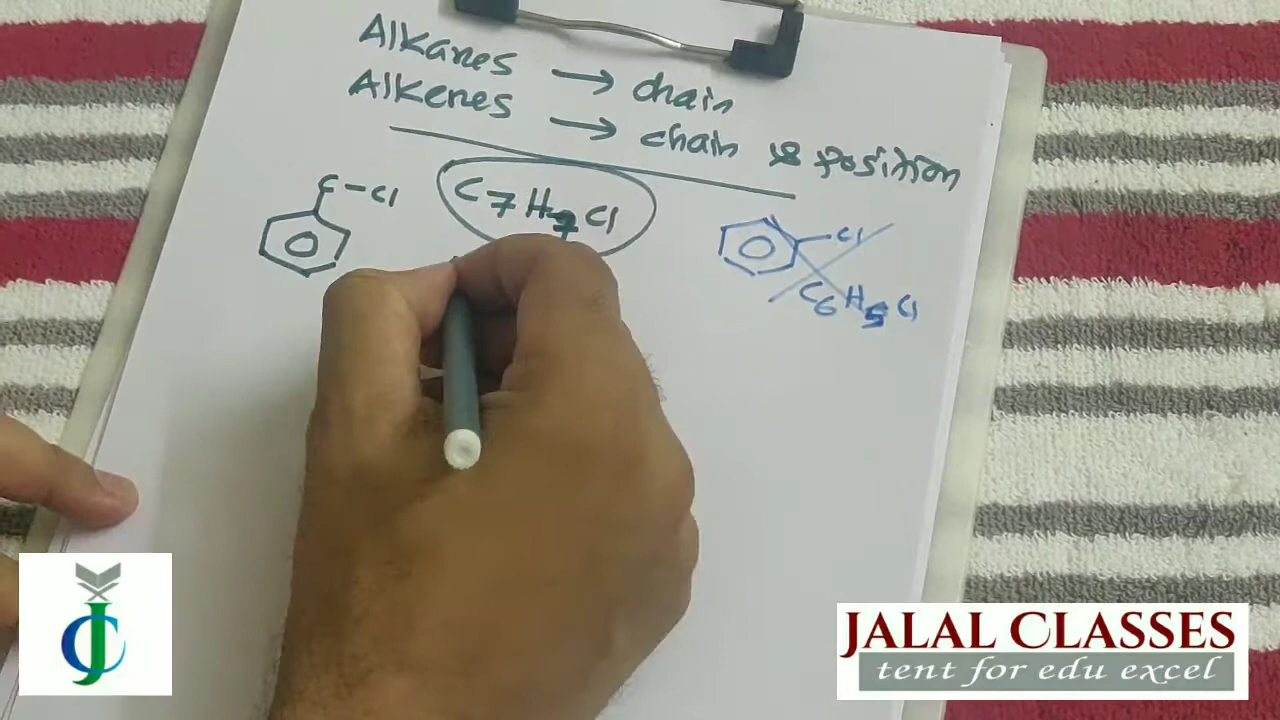 Alkanes → chain
Alkenes → chain & position
C-Cl
C7H7Cl
Cl
C6H5Cl
JALAL CLASSES
tent for edu excel